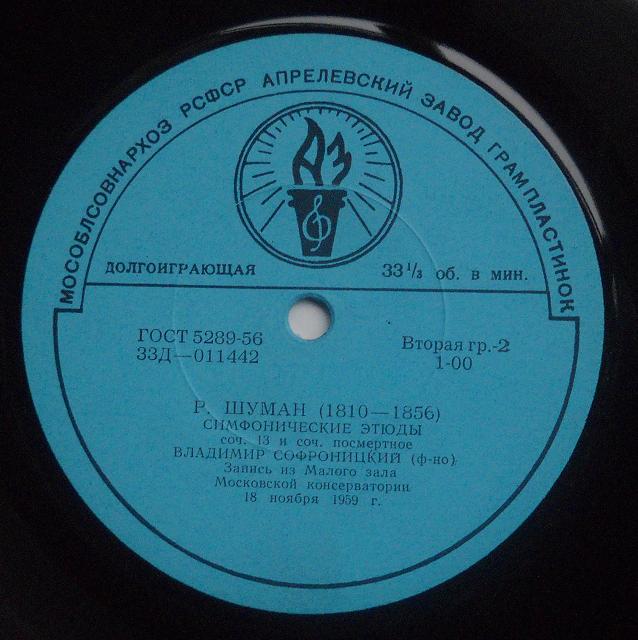 МОСОБЛСОВНАРХОЗ РСФСР АПРЕЛЕВСКИЙ ЗАВОД ГРАМПЛАСТИНОК
АЗ
ДОЛГОИГРАЮЩАЯ 33⅓ об. в мин.
ГОСТ 5289-56 Вторая гр.-2
33Д—011442 1-00
Р. ШУМАН (1810—1856)
СИМФОНИЧЕСКИЕ ЭТЮДЫ
соч. 13 и соч. посмертное
ВЛАДИМИР СОФРОНИЦКИЙ (ф-но)
Запись из Малого зала
Московской консерватории
18 ноября 1959 г.